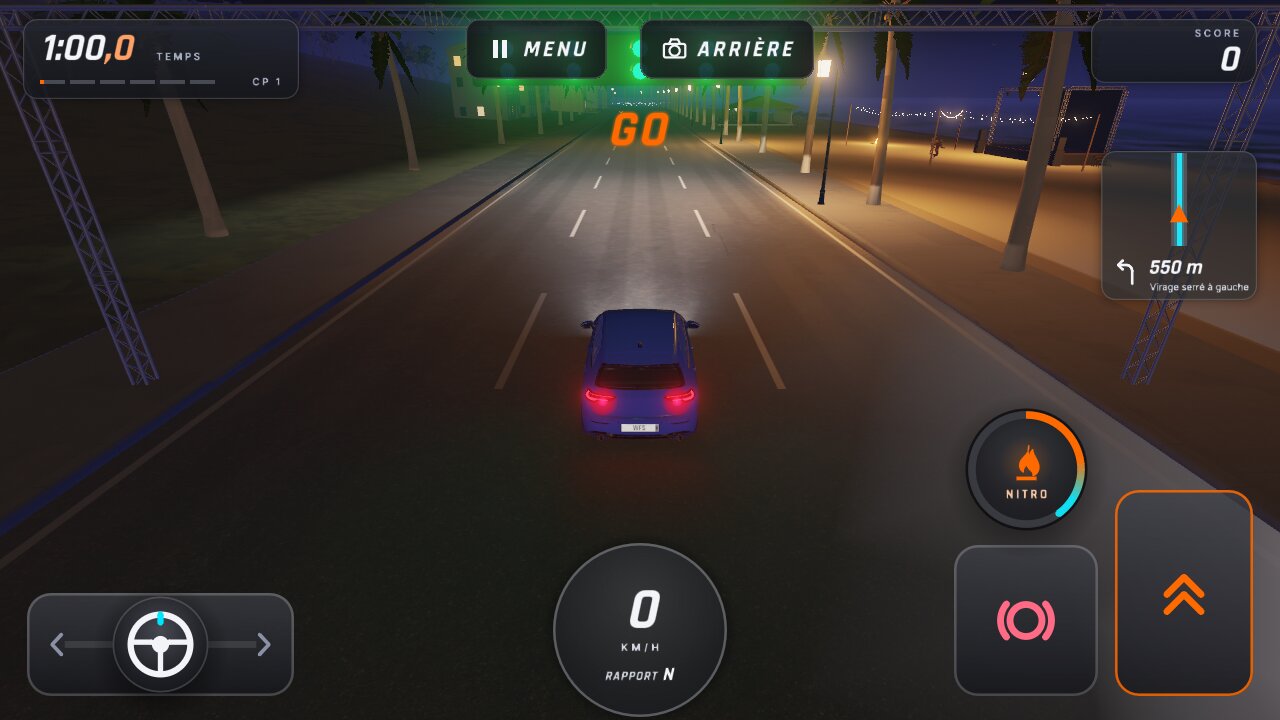 1:00,0 TEMPS
CP 1
MENU
ARRIÈRE
SCORE
0
GO
550 m
Virage serré à gauche
WFS
NITRO
0
KM/H
RAPPORT N